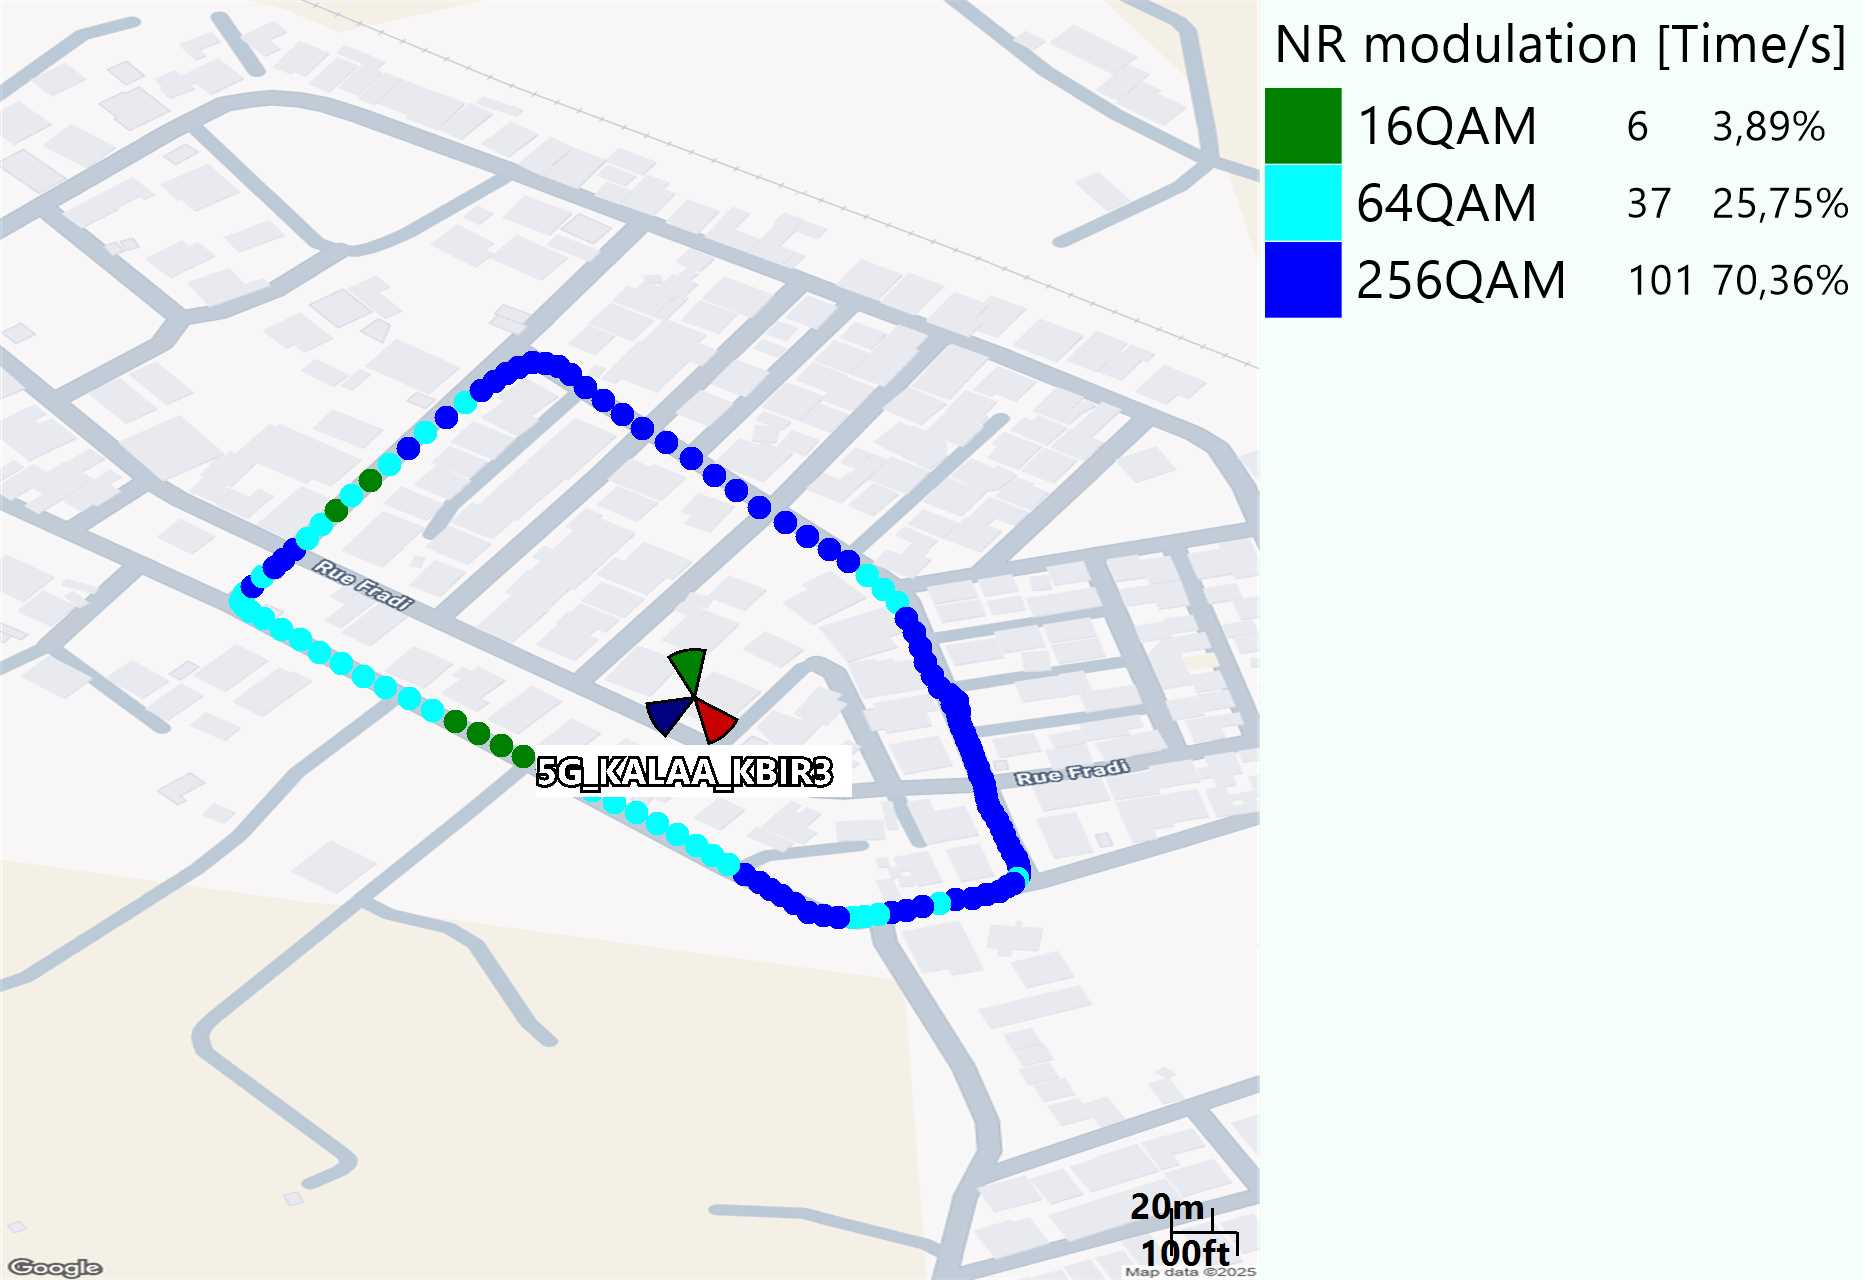 NR modulation [Time/s]
16QAM 6 3,89%
64QAM 37 25,75%
256QAM 101 70,36%
Rue Fradi
5G_KALAA_KBIR3
Rue Fradi
20m
100ft
Google
Map data ©2025